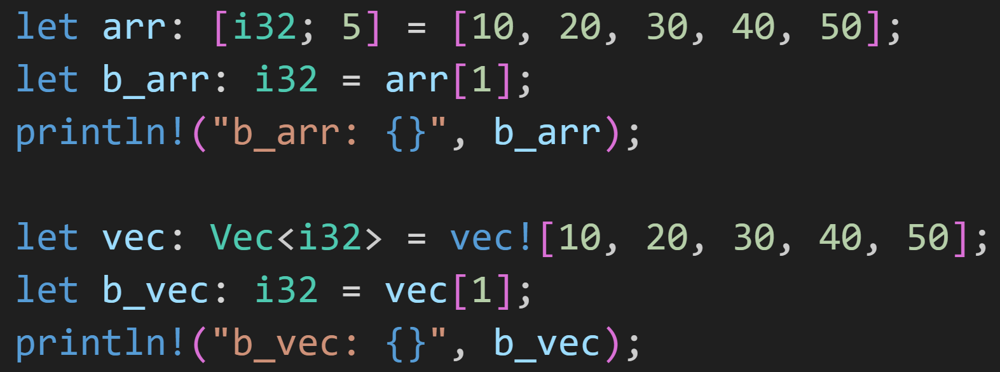 let arr: [i32; 5] = [10, 20, 30, 40, 50];
let b_arr: i32 = arr[1];
println!("b_arr: {}", b_arr);
let vec: Vec<i32> = vec![10, 20, 30, 40, 50];
let b_vec: i32 = vec[1];
println!("b_vec: {}", b_vec);